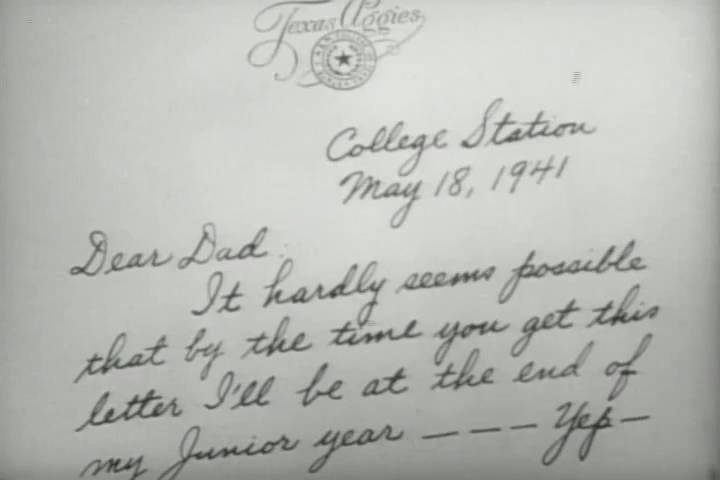 Texas Aggies
College Station
May 18, 1941
Dear Dad:
It hardly seems possible
that by the time you get this
letter I'll be at the end of
my Junior year — — — Yep —